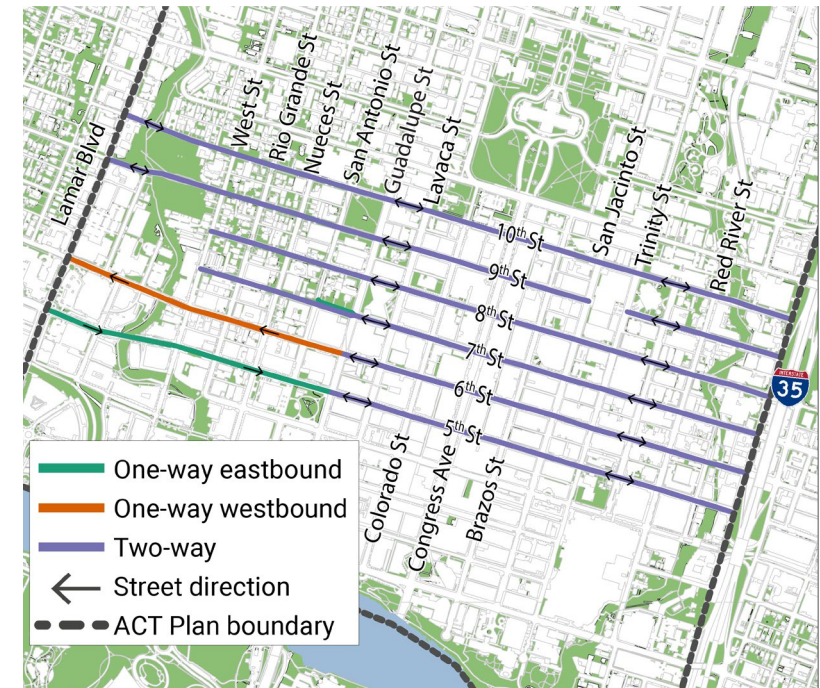 Lamar Blvd
West St
Rio Grande St
Nueces St
San Antonio St
Guadalupe St
Lavaca St
San Jacinto St
Trinity St
Red River St
10th St
9th St
8th St
7th St
6th St
5th St
INTERSTATE
35
Colorado St
Congress Ave
Brazos St
One-way eastbound
One-way westbound
Two-way
Street direction
ACT Plan boundary